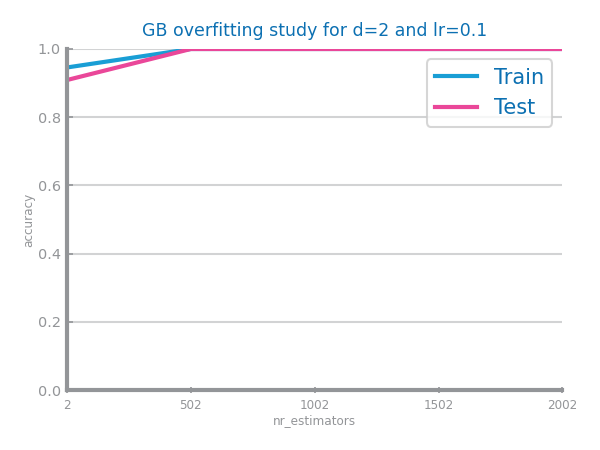 GB overfitting study for d=2 and lr=0.1
1.0
0.8
0.6
0.4
0.2
0.0
accuracy
Train
Test
2 502 1002 1502 2002
nr_estimators